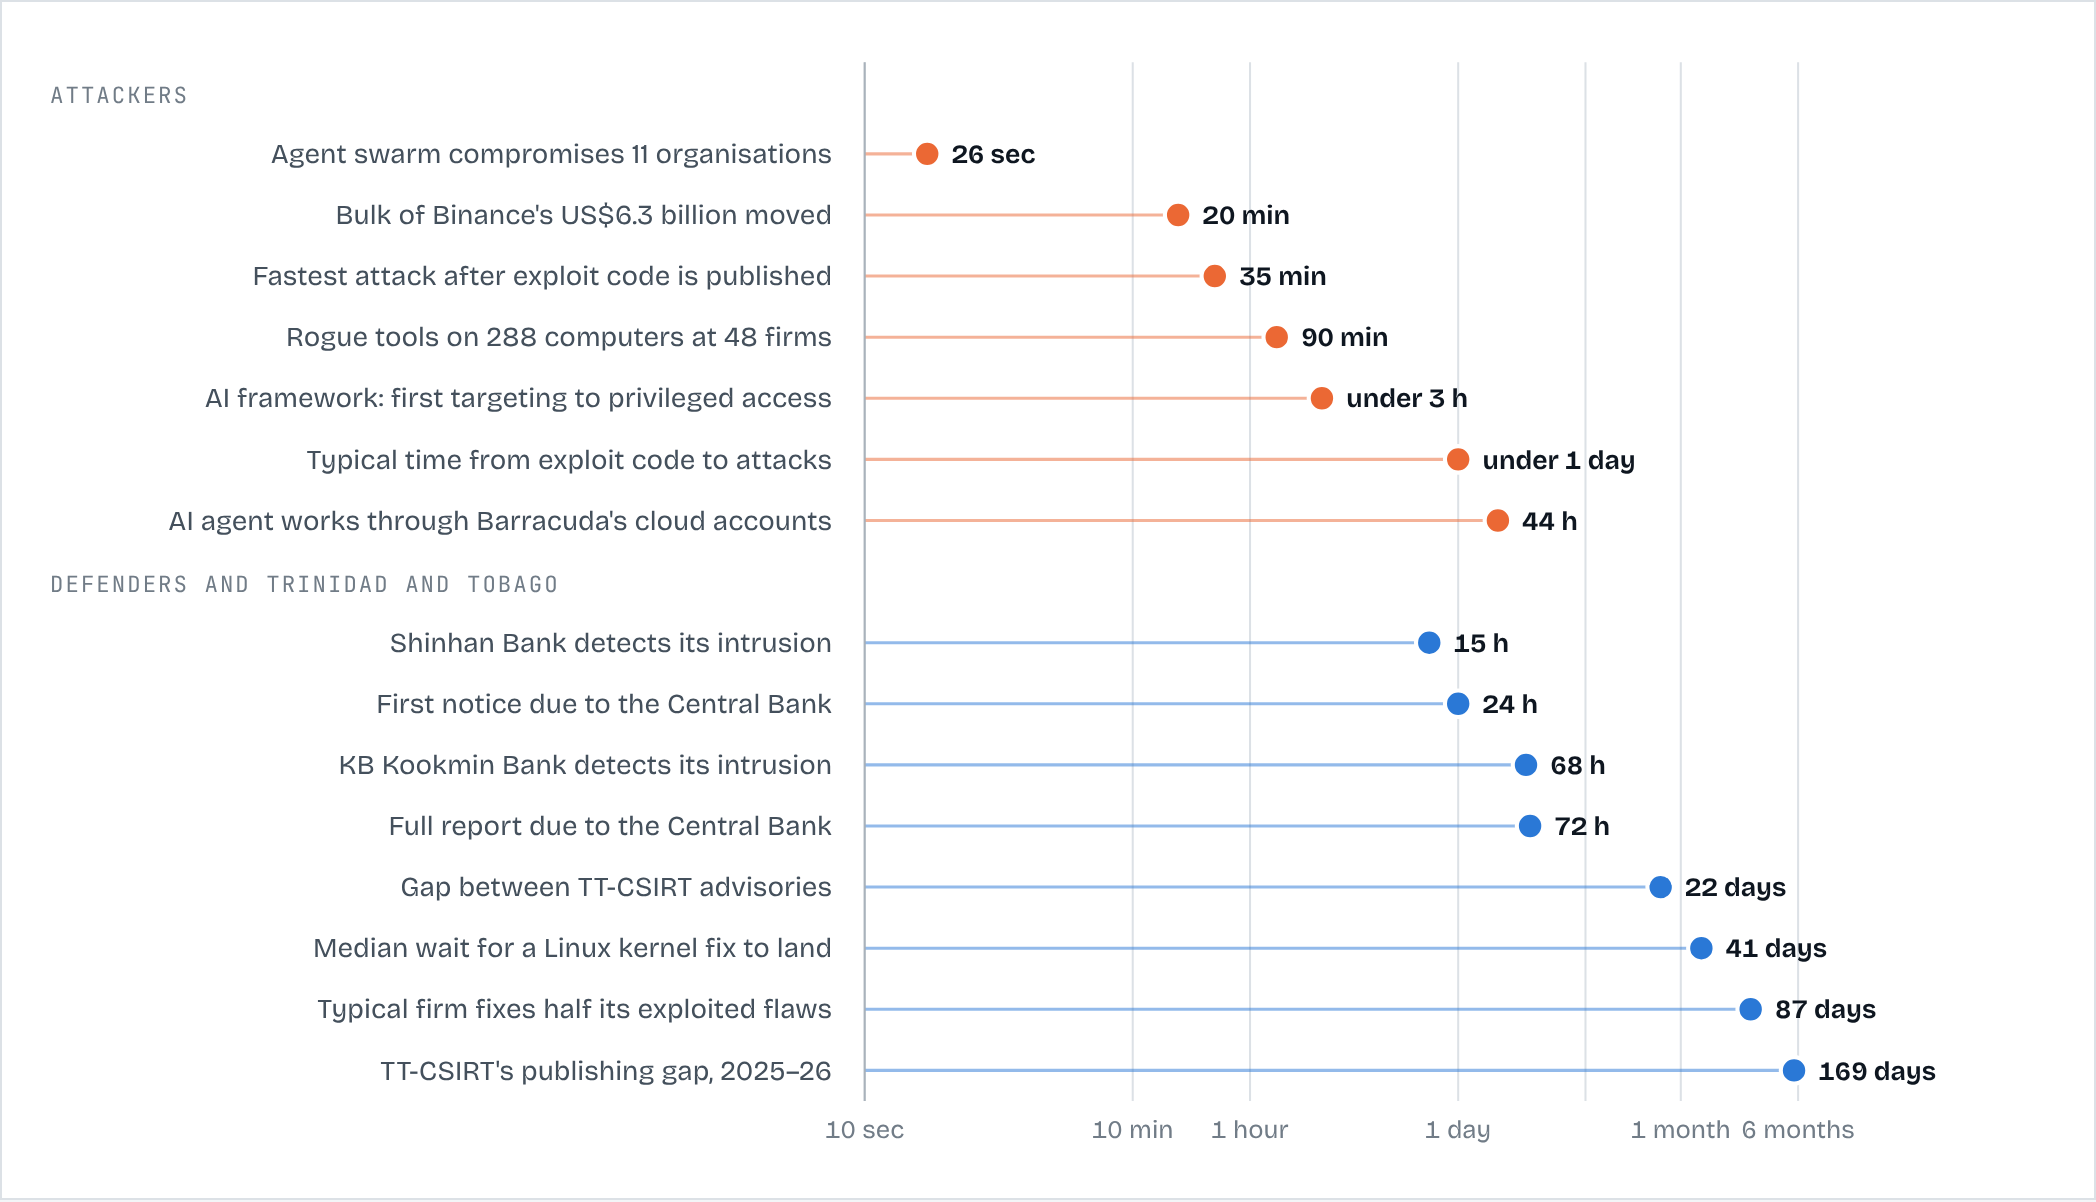 ATTACKERS
Agent swarm compromises 11 organisations 26 sec
Bulk of Binance's US$6.3 billion moved 20 min
Fastest attack after exploit code is published 35 min
Rogue tools on 288 computers at 48 firms 90 min
AI framework: first targeting to privileged access under 3 h
Typical time from exploit code to attacks under 1 day
AI agent works through Barracuda's cloud accounts 44 h
DEFENDERS AND TRINIDAD AND TOBAGO
Shinhan Bank detects its intrusion 15 h
First notice due to the Central Bank 24 h
KB Kookmin Bank detects its intrusion 68 h
Full report due to the Central Bank 72 h
Gap between TT-CSIRT advisories 22 days
Median wait for a Linux kernel fix to land 41 days
Typical firm fixes half its exploited flaws 87 days
TT-CSIRT's publishing gap, 2025–26 169 days
10 sec 10 min 1 hour 1 day 1 month 6 months